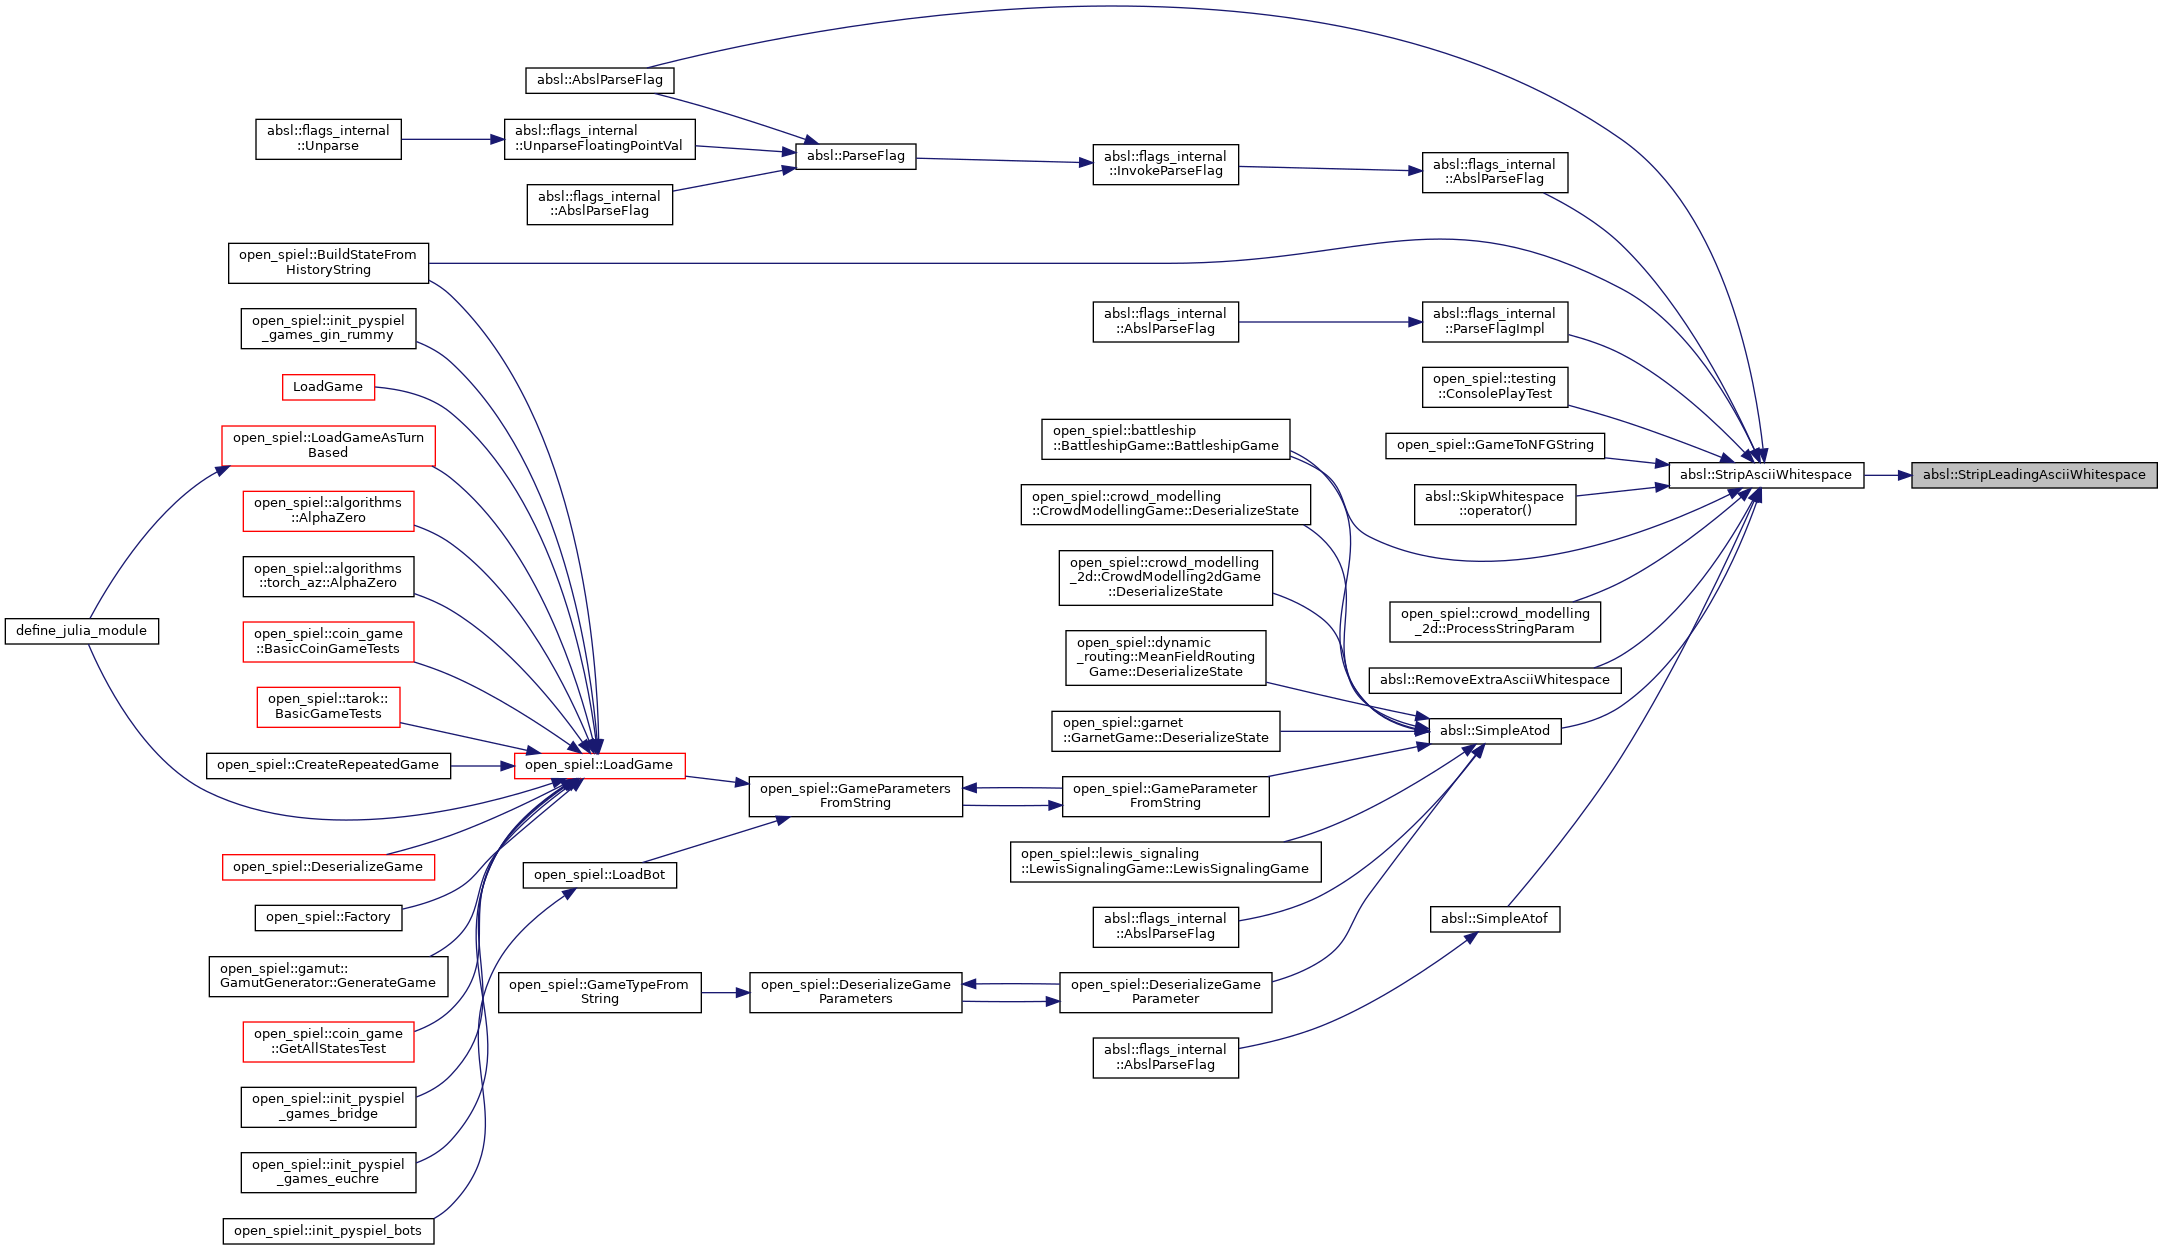 absl::AbslParseFlag
absl::flags_internal
::Unparse
absl::flags_internal
::UnparseFloatingPointVal
absl::ParseFlag
absl::flags_internal
::InvokeParseFlag
absl::flags_internal
::AbslParseFlag
absl::flags_internal
::AbslParseFlag
open_spiel::BuildStateFrom
HistoryString
open_spiel::init_pyspiel
_games_gin_rummy
absl::flags_internal
::AbslParseFlag
absl::flags_internal
::ParseFlagImpl
LoadGame
open_spiel::testing
::ConsolePlayTest
open_spiel::LoadGameAsTurn
Based
open_spiel::battleship
::BattleshipGame::BattleshipGame
open_spiel::GameToNFGString
absl::StripAsciiWhitespace
absl::StripLeadingAsciiWhitespace
open_spiel::algorithms
::AlphaZero
open_spiel::crowd_modelling
::CrowdModellingGame::DeserializeState
absl::SkipWhitespace
::operator()
open_spiel::algorithms
::torch_az::AlphaZero
open_spiel::crowd_modelling
_2d::CrowdModelling2dGame
::DeserializeState
define_julia_module
open_spiel::coin_game
::BasicCoinGameTests
open_spiel::dynamic
_routing::MeanFieldRouting
Game::DeserializeState
open_spiel::crowd_modelling
_2d::ProcessStringParam
absl::RemoveExtraAsciiWhitespace
open_spiel::tarok::
BasicGameTests
open_spiel::garnet
::GarnetGame::DeserializeState
absl::SimpleAtod
open_spiel::CreateRepeatedGame
open_spiel::LoadGame
open_spiel::GameParameters
FromString
open_spiel::GameParameter
FromString
open_spiel::DeserializeGame
open_spiel::LoadBot
open_spiel::lewis_signaling
::LewisSignalingGame::LewisSignalingGame
open_spiel::Factory
absl::flags_internal
::AbslParseFlag
absl::SimpleAtof
open_spiel::gamut::
GamutGenerator::GenerateGame
open_spiel::GameTypeFrom
String
open_spiel::DeserializeGame
Parameters
open_spiel::DeserializeGame
Parameter
open_spiel::coin_game
::GetAllStatesTest
absl::flags_internal
::AbslParseFlag
open_spiel::init_pyspiel
_games_bridge
open_spiel::init_pyspiel
_games_euchre
open_spiel::init_pyspiel_bots